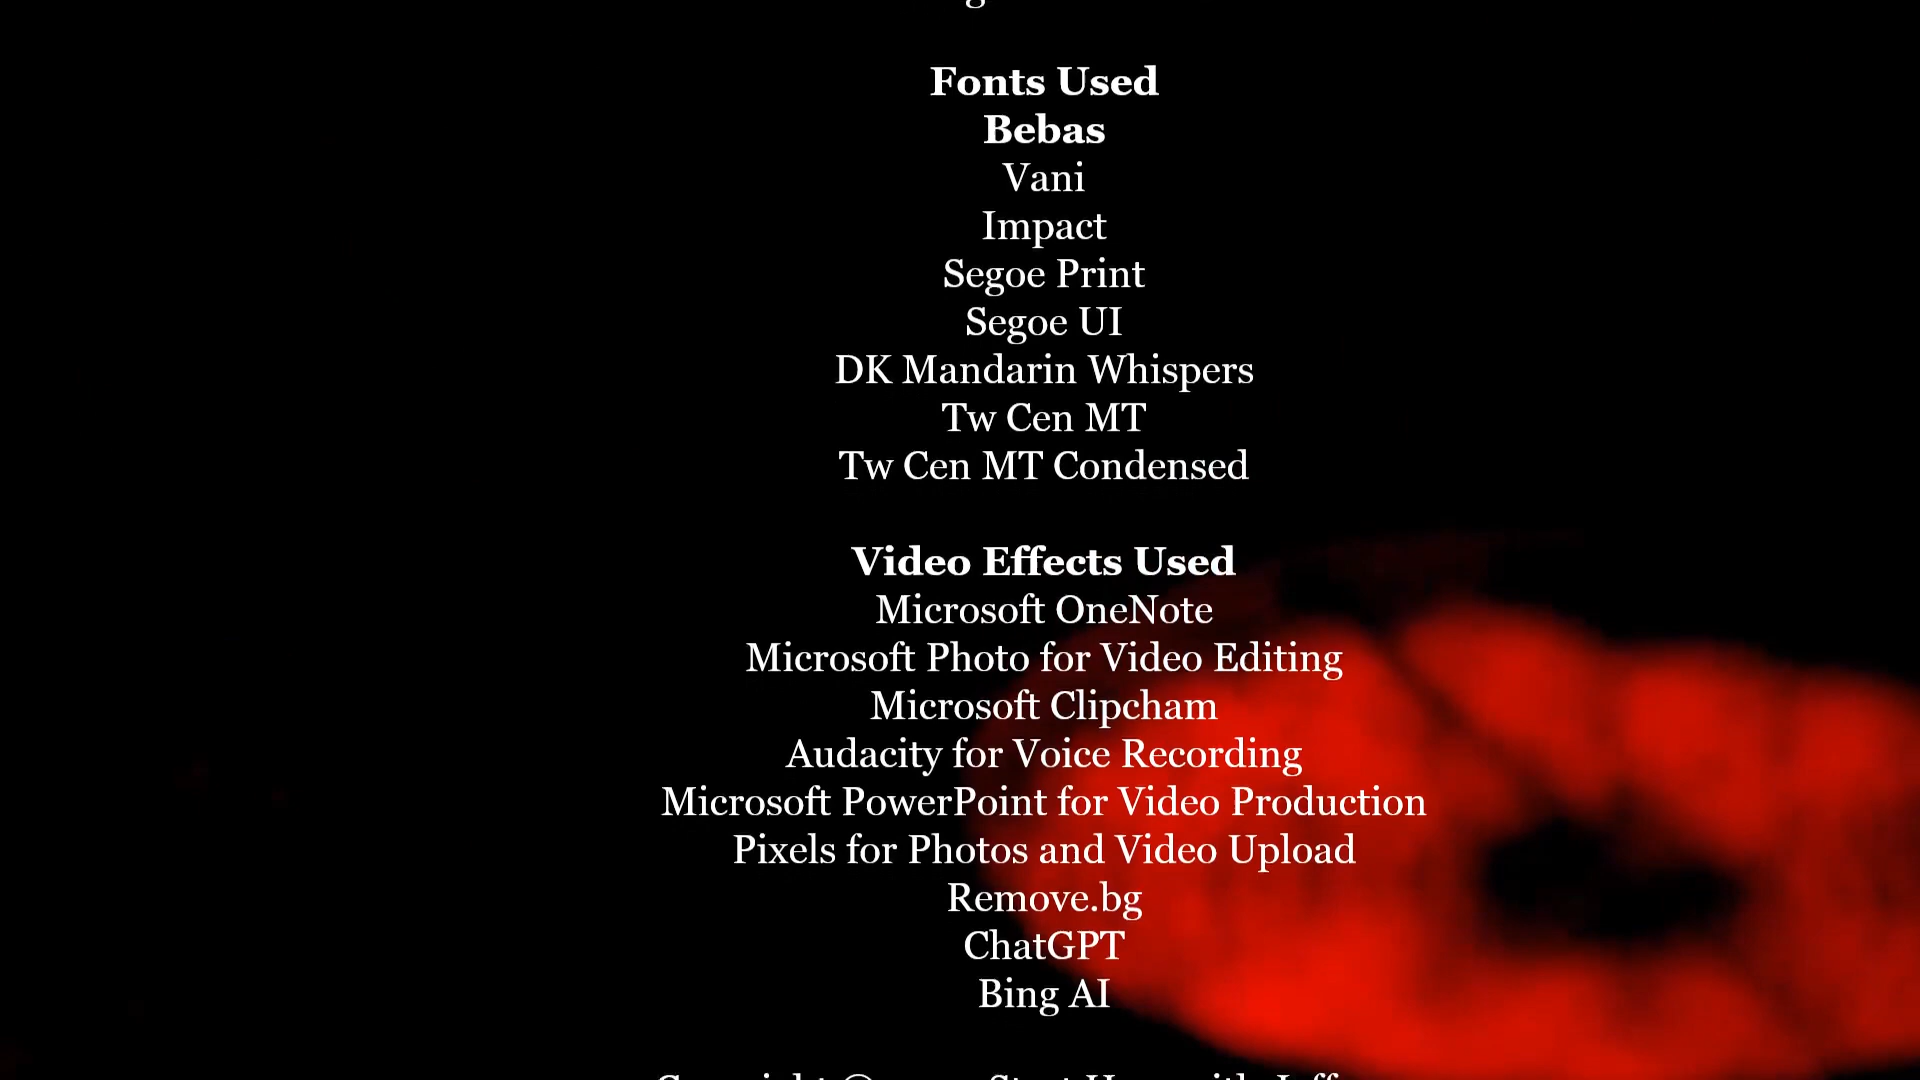 Fonts Used
Bebas
Vani
Impact
Segoe Print
Segoe UI
DK Mandarin Whispers
Tw Cen MT
Tw Cen MT Condensed
Video Effects Used
Microsoft OneNote
Microsoft Photo for Video Editing
Microsoft Clipcham
Audacity for Voice Recording
Microsoft PowerPoint for Video Production
Pixels for Photos and Video Upload
Remove.bg
ChatGPT
Bing AI